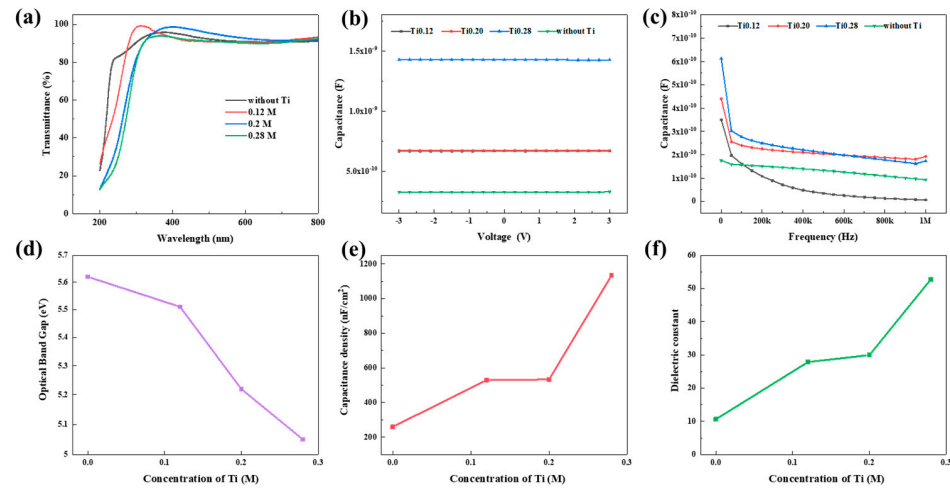 (a)
Transmittance (%)
100
80
60
40
20
0
without Ti
0.12 M
0.2 M
0.28 M
200
300
400
500
600
700
800
Wavelength (nm)
(b)
Capacitance (F)
Ti0.12
Ti0.20
Ti0.28
without Ti
1.5x10⁻⁹
1.0x10⁻⁹
5.0x10⁻¹⁰
-3
-2
-1
0
1
2
3
Voltage (V)
(c)
Capacitance (F)
8x10⁻¹⁰
Ti0.12
Ti0.20
Ti0.28
without Ti
7x10⁻¹⁰
6x10⁻¹⁰
5x10⁻¹⁰
4x10⁻¹⁰
3x10⁻¹⁰
2x10⁻¹⁰
1x10⁻¹⁰
0
0
200k
400k
600k
800k
1M
Frequency (Hz)
(d)
Optical Band Gap (eV)
5.7
5.6
5.5
5.4
5.3
5.2
5.1
5
0.0
0.1
0.2
0.3
Concentration of Ti (M)
(e)
Capacitance density (nF/cm²)
1200
1000
800
600
400
200
0.0
0.1
0.2
0.3
Concentration of Ti (M)
(f)
Dielectric constant
60
50
40
30
20
10
0
0.0
0.1
0.2
0.3
Concentration of Ti (M)